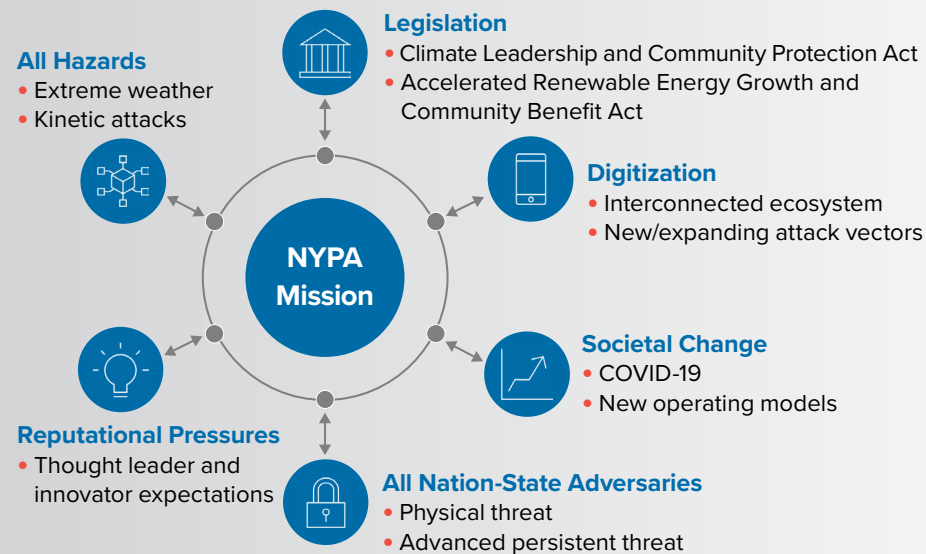 Legislation
• Climate Leadership and Community Protection Act
• Accelerated Renewable Energy Growth and
Community Benefit Act
All Hazards
• Extreme weather
• Kinetic attacks
Digitization
• Interconnected ecosystem
• New/expanding attack vectors
NYPA
Mission
Societal Change
• COVID-19
• New operating models
Reputational Pressures
• Thought leader and
innovator expectations
All Nation-State Adversaries
• Physical threat
• Advanced persistent threat